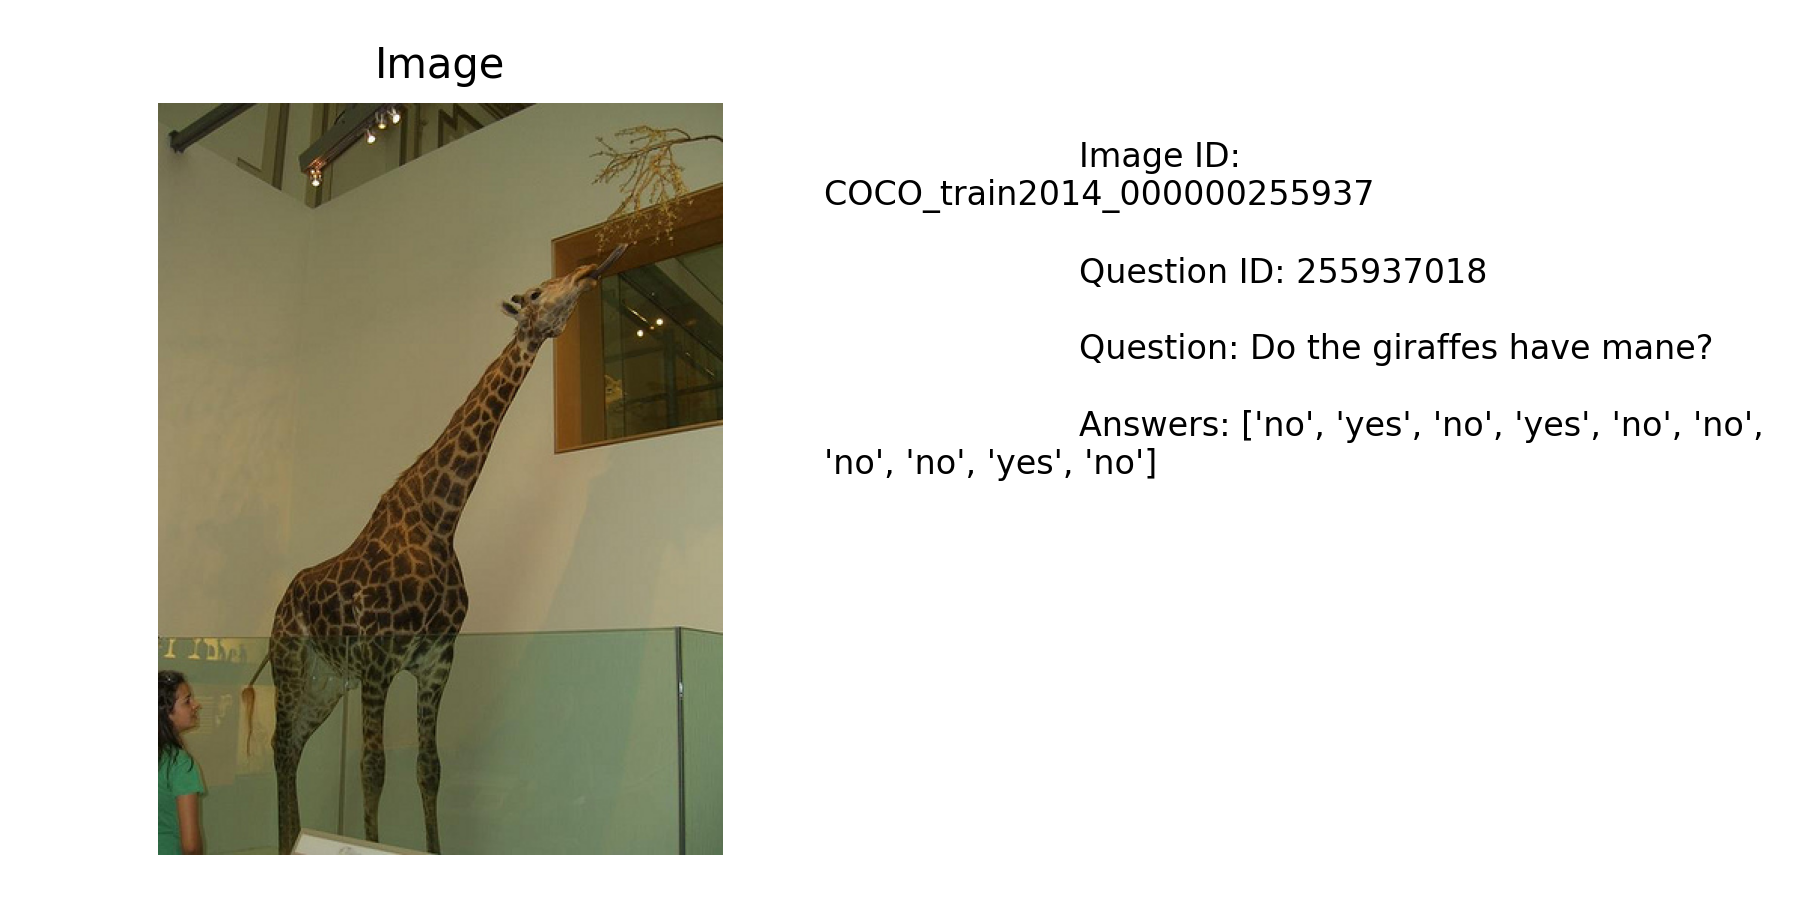 Image
Image ID:
COCO_train2014_000000255937
Question ID: 255937018
Question: Do the giraffes have mane?
Answers: ['no', 'yes', 'no', 'yes', 'no', 'no',
'no', 'no', 'yes', 'no']